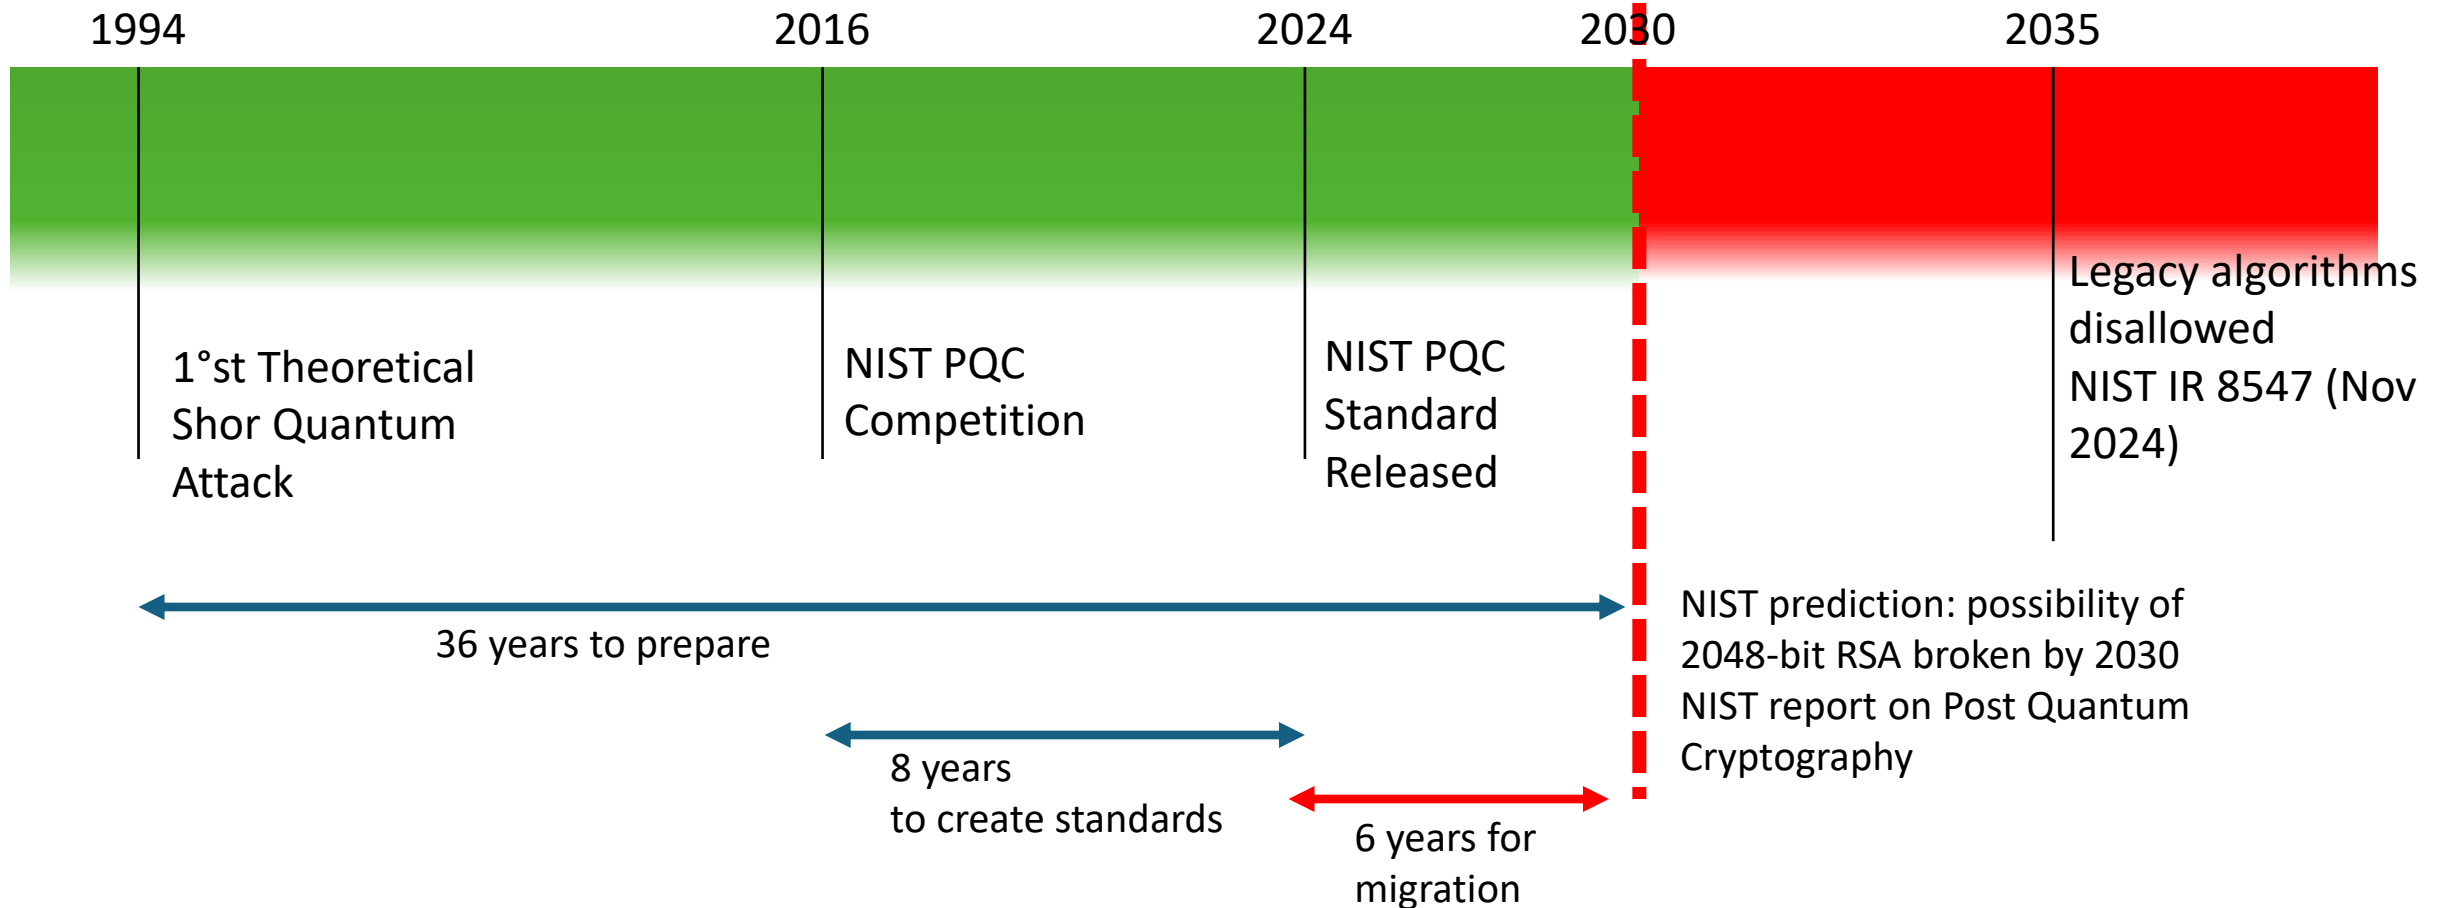 1994
2016
2024
2030
2035
1°st Theoretical
Shor Quantum
Attack
NIST PQC
Competition
NIST PQC
Standard
Released
Legacy algorithms
disallowed
NIST IR 8547 (Nov
2024)
36 years to prepare
8 years
to create standards
6 years for
migration
NIST prediction: possibility of
2048-bit RSA broken by 2030
NIST report on Post Quantum
Cryptography